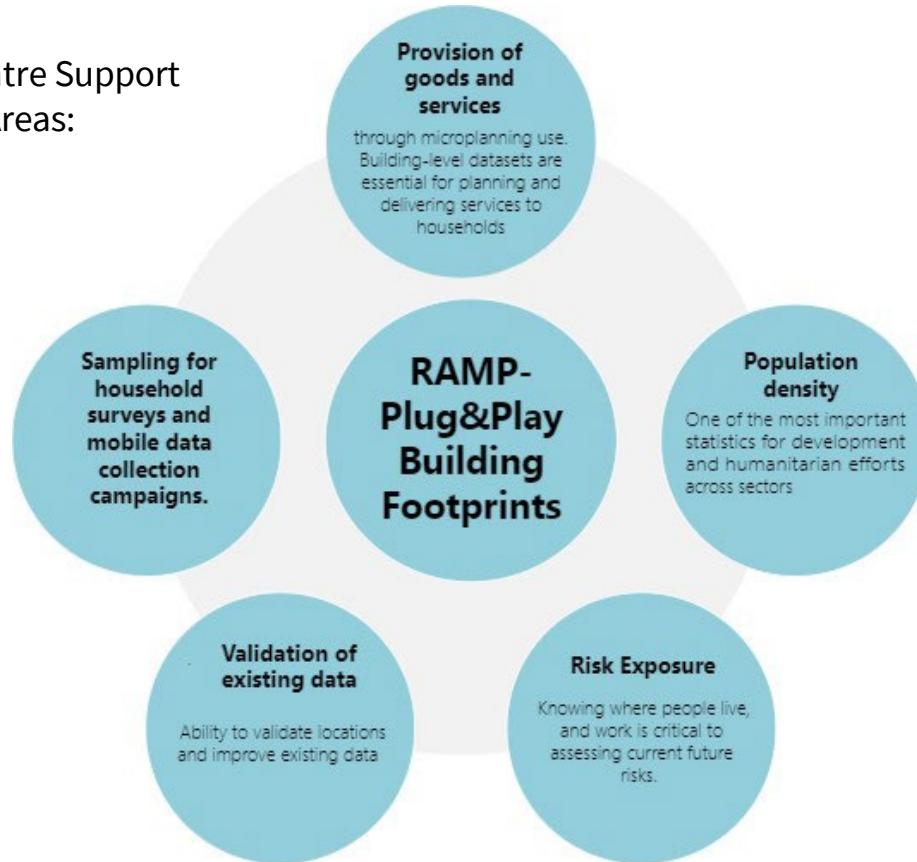 Support
Provision of
goods and
services
through microplanning use.
Building-level datasets are
essential for planning and
delivering services to
households
Sampling for
household
surveys and
mobile data
collection
campaigns.
RAMP-
Plug&Play
Building
Footprints
Population
density
One of the most important
statistics for development
and humanitarian efforts
across sectors
Validation of
existing data
Ability to validate locations
and improve existing data
Risk Exposure
Knowing where people live,
and work is critical to
assessing current future
risks.